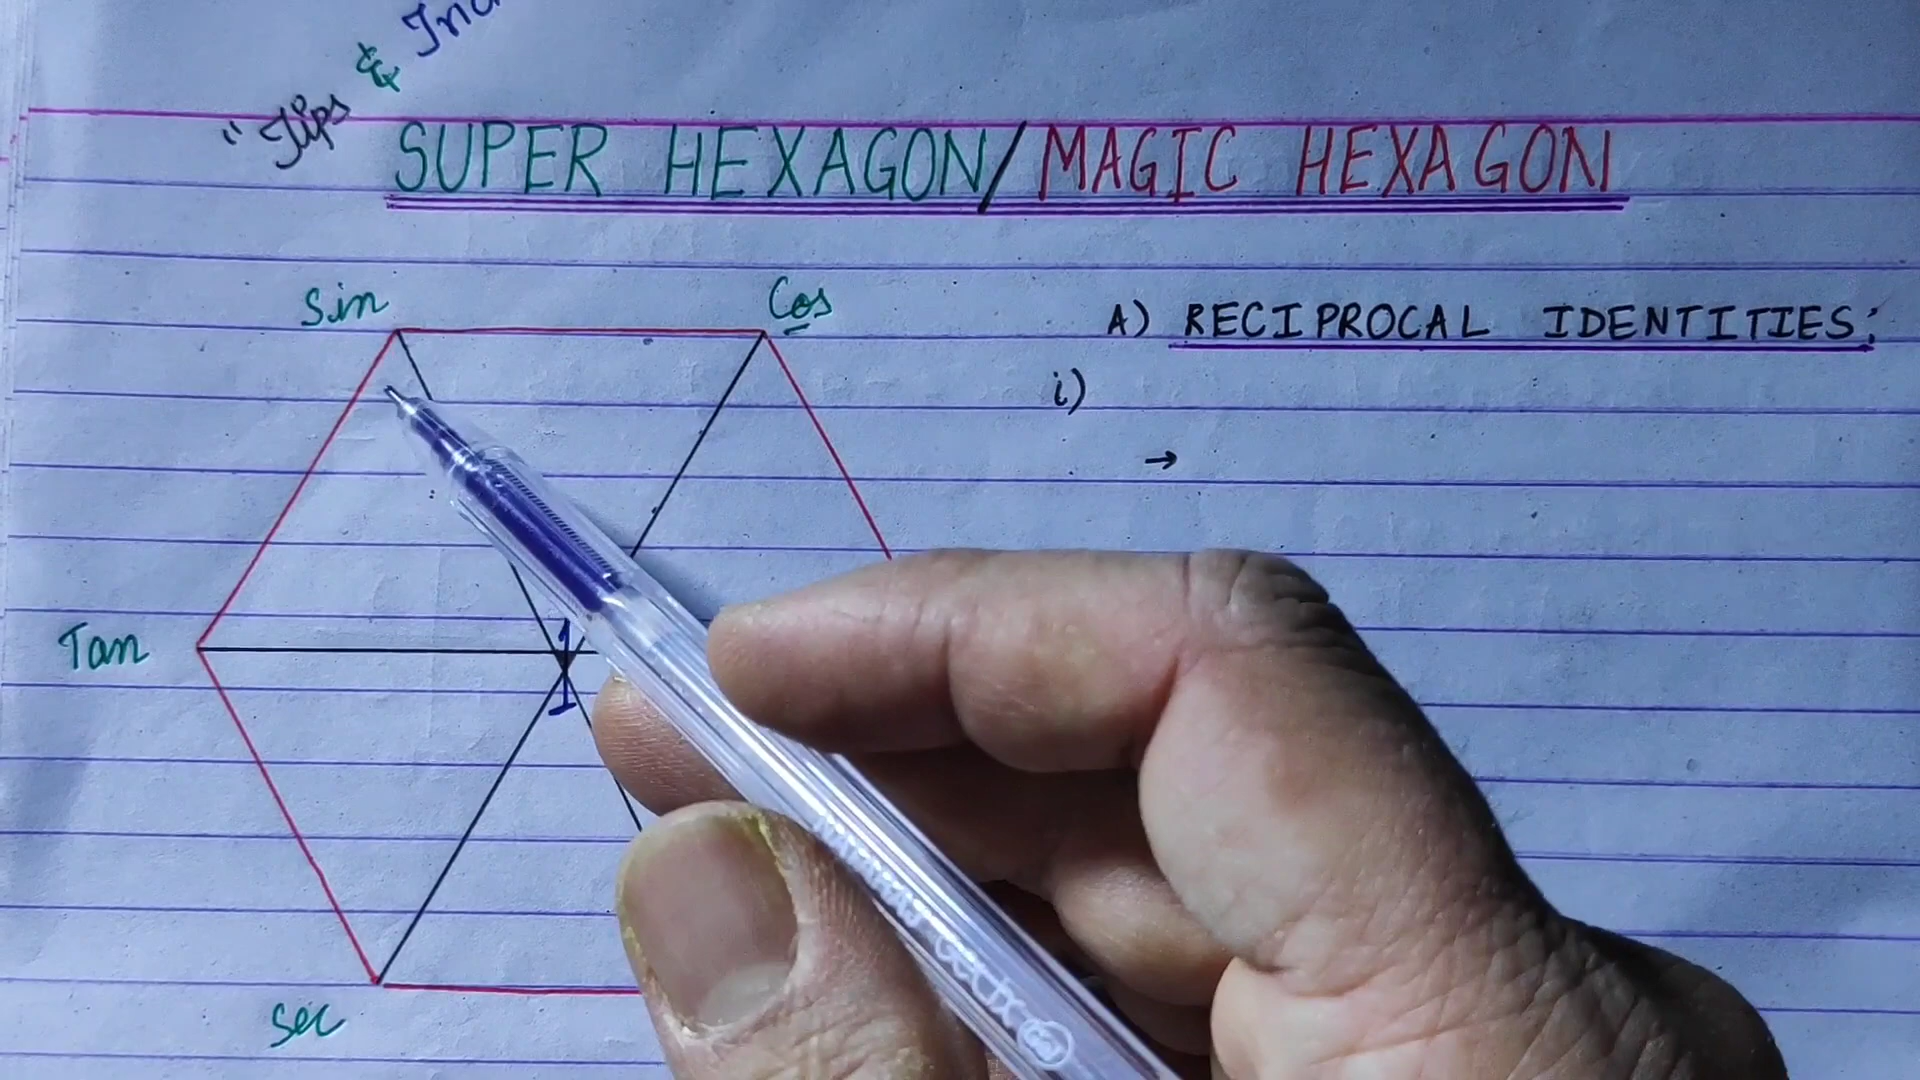 "Tips &
SUPER HEXAGON/MAGIC HEXAGON
Sin
Cos
A) RECIPROCAL IDENTITIES:
i)
→
Tan
1
Sec